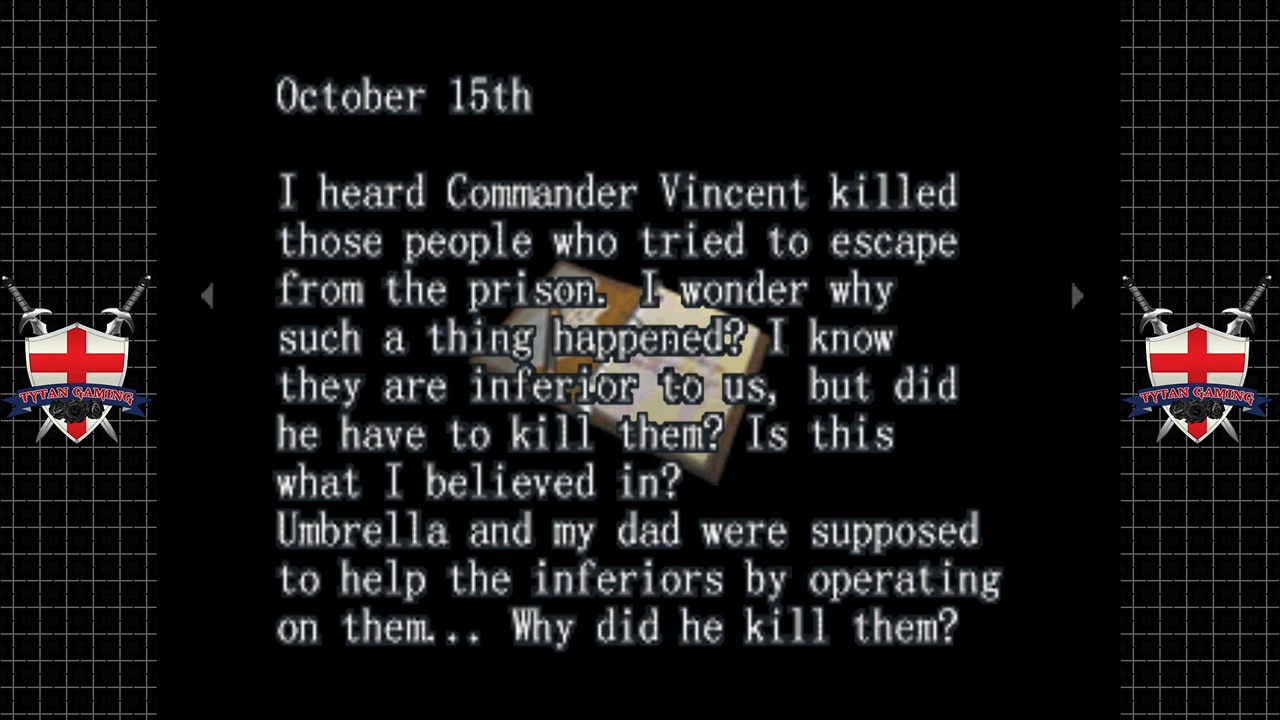 October 15th
I heard Commander Vincent killed
those people who tried to escape
from the prison. I wonder why
such a thing happened? I know
they are inferior to us, but did
he have to kill them? Is this
what I believed in?
Umbrella and my dad were supposed
to help the inferiors by operating
on them... Why did he kill them?
TYTAN GAMING
TYTAN GAMING